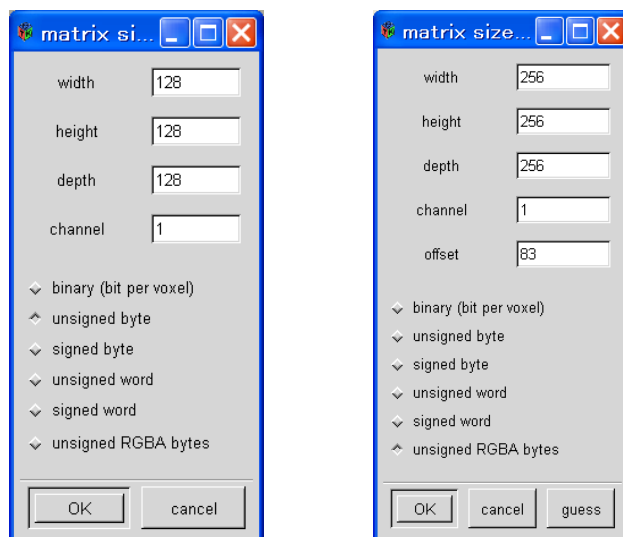 matrix si...
width 128
height 128
depth 128
channel 1
binary (bit per voxel)
unsigned byte
signed byte
unsigned word
signed word
unsigned RGBA bytes
OK cancel
matrix size...
width 256
height 256
depth 256
channel 1
offset 83
binary (bit per voxel)
unsigned byte
signed byte
unsigned word
signed word
unsigned RGBA bytes
OK cancel guess